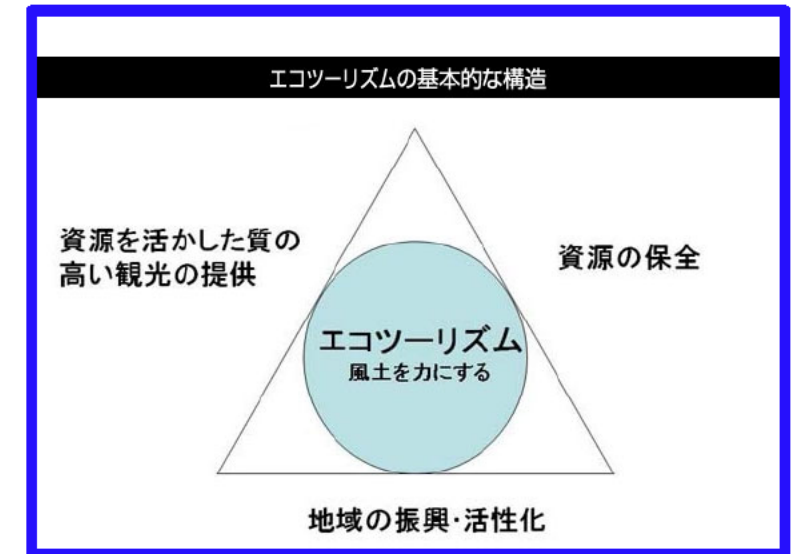 エコツーリズムの基本的な構造
資源を活かした質の
高い観光の提供
資源の保全
エコツーリズム
風土を力にする
地域の振興・活性化